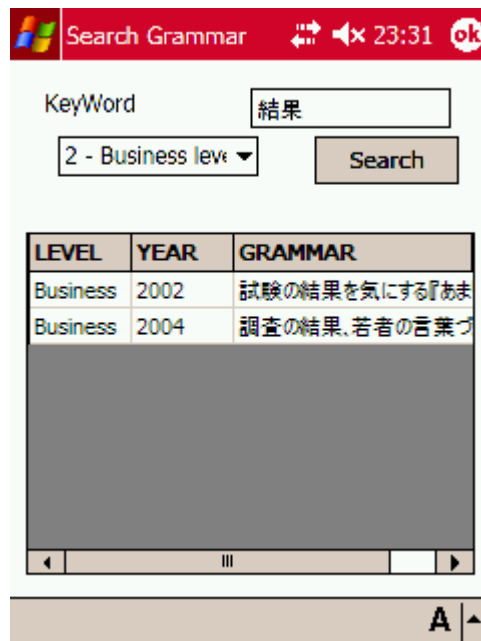 Search Grammar 23:31 ok
KeyWord 結果
2 - Business leve Search
LEVEL YEAR GRAMMAR
Business 2002 試験の結果を気にする『あま
Business 2004 調査の結果、若者の言葉づ
A